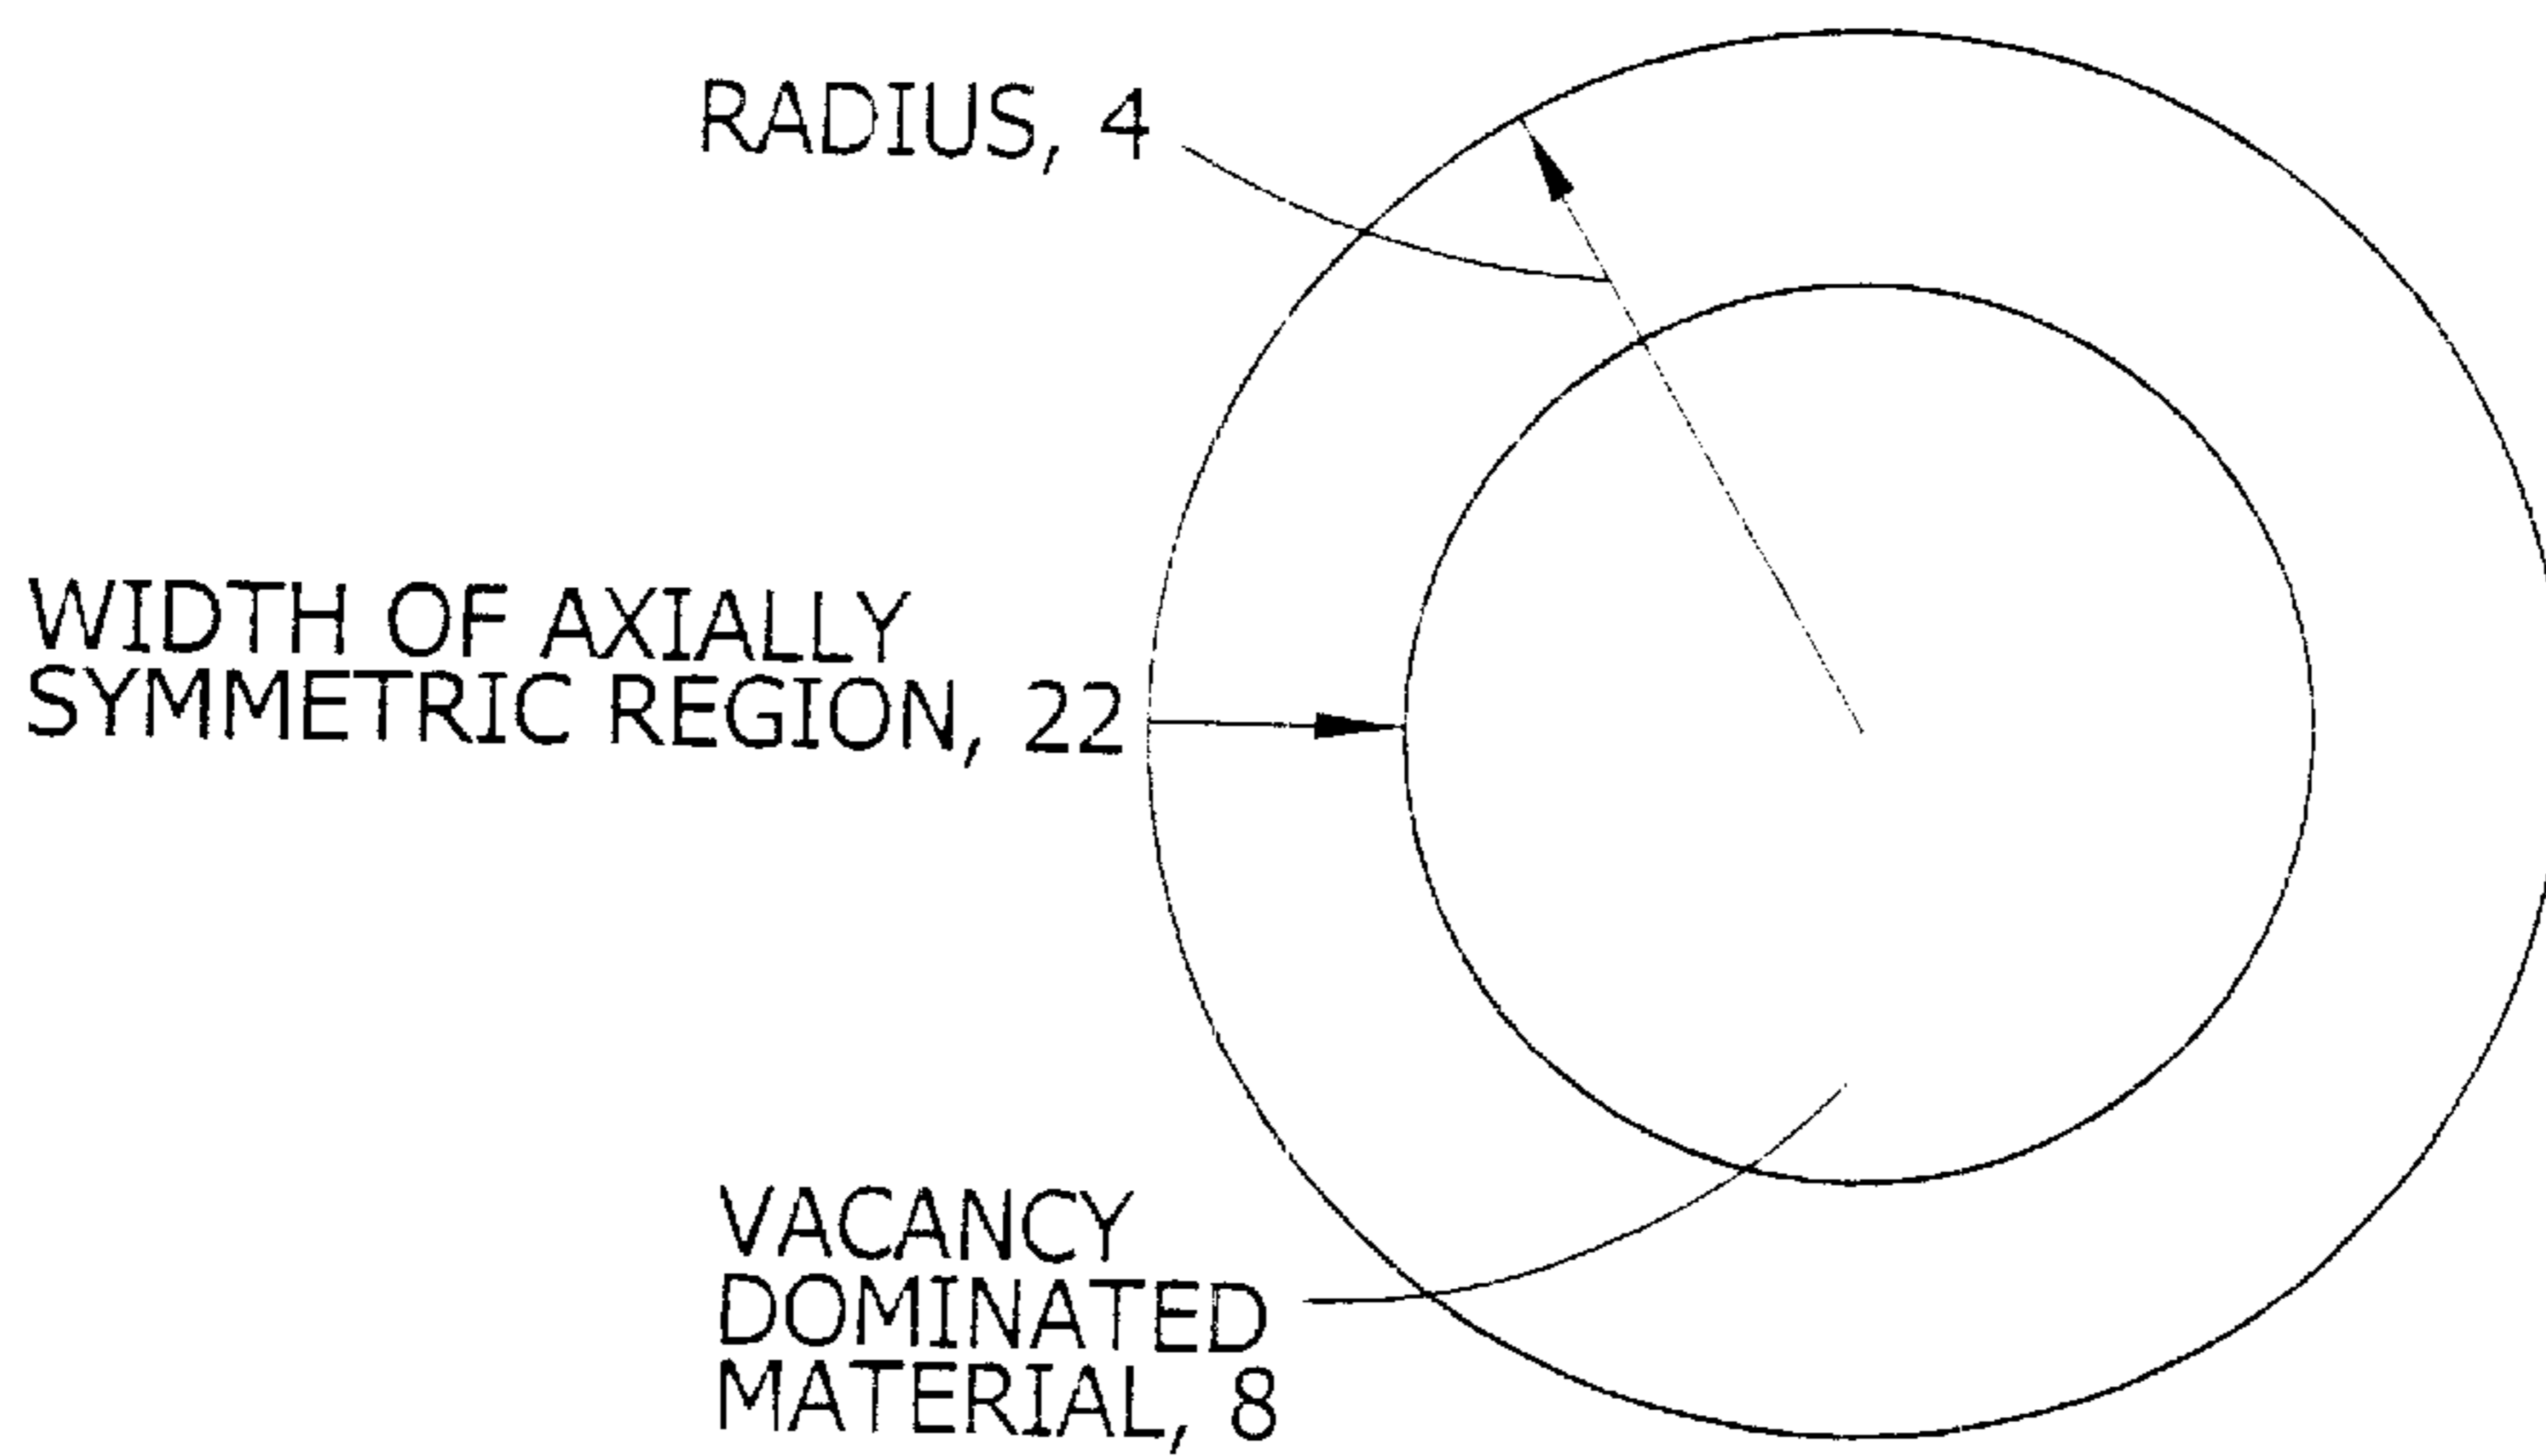 RADIUS, 4
WIDTH OF AXIALLY
SYMMETRIC REGION, 22
VACANCY
DOMINATED
MATERIAL, 8